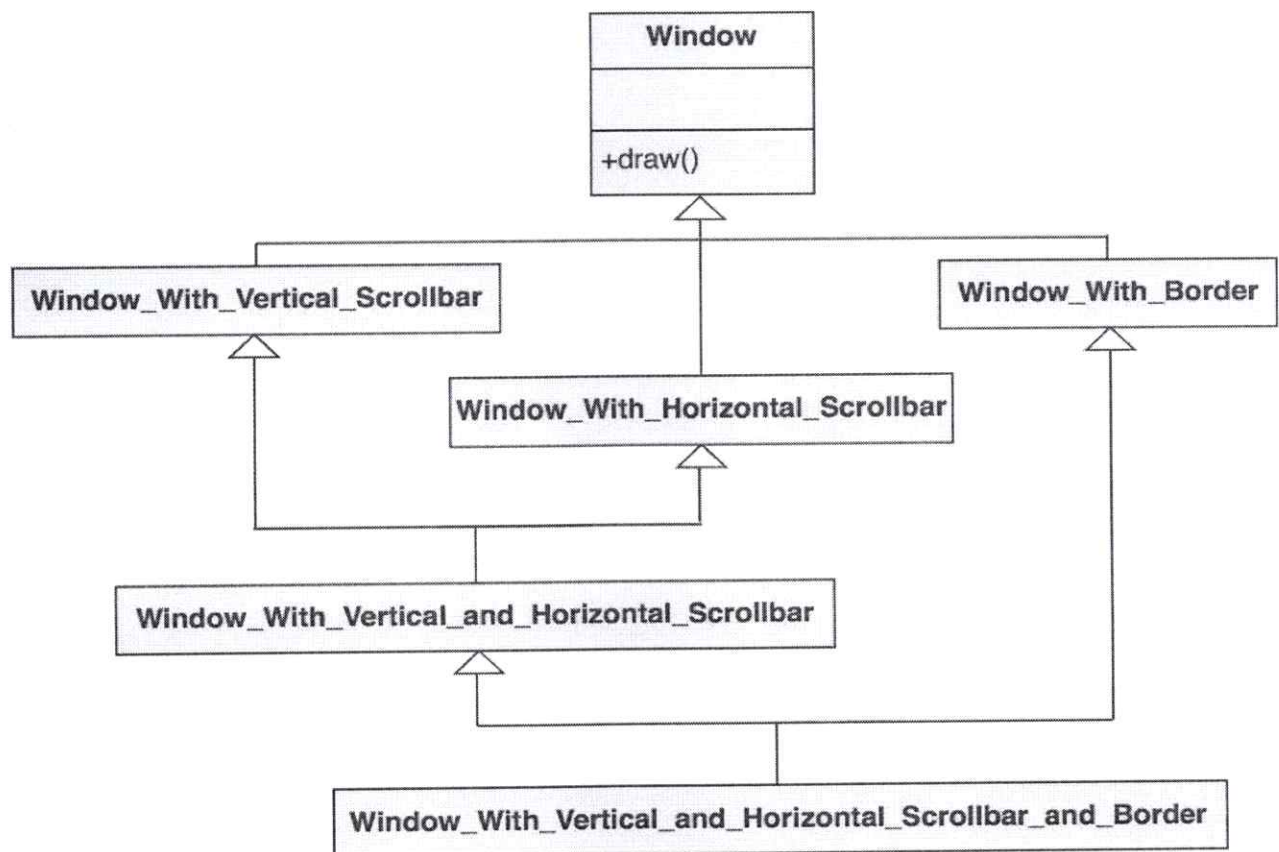 Window
+draw()
Window_With_Vertical_Scrollbar
Window_With_Border
Window_With_Horizontal_Scrollbar
Window_With_Vertical_and_Horizontal_Scrollbar
Window_With_Vertical_and_Horizontal_Scrollbar_and_Border